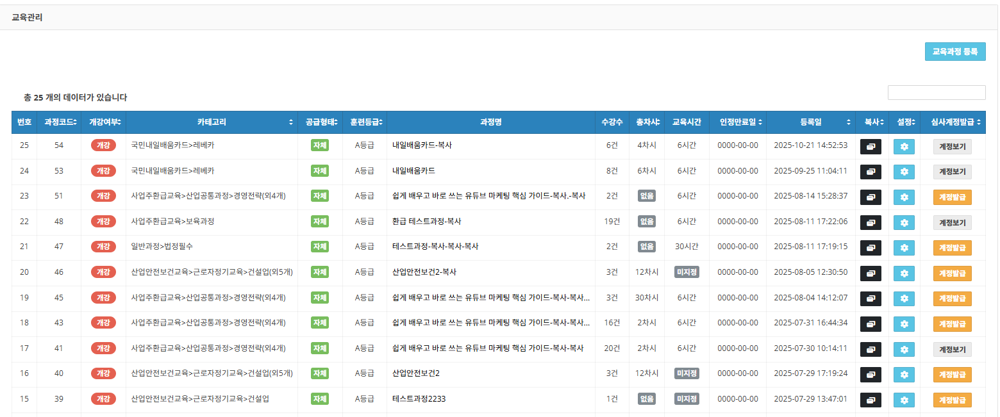 교육관리
교육과정 등록
총 25 개의 데이터가 있습니다
번호 과정코드 개강여부 카테고리 공급형태 훈련등급 과정명 수강수 총차시 교육시간 인정만료일 등록일 복사 설정 심사계정발급
25 54 개강 국민내일배움카드>레베카 자체 A등급 내일배움카드-복사 6건 4차시 6시간 0000-00-00 2025-10-21 14:52:53 계정보기
24 53 개강 국민내일배움카드>레베카 자체 A등급 내일배움카드 8건 6차시 6시간 0000-00-00 2025-09-25 11:04:11 계정보기
23 51 개강 사업주환급교육>산업공통과정>경영전략(외4개) 자체 A등급 쉽게 배우고 바로 쓰는 유튜브 마케팅 핵심 가이드-복사.-복사 2건 없음 6시간 0000-00-00 2025-08-14 15:28:37 계정발급
22 48 개강 사업주환급교육>보육과정 자체 A등급 환급 테스트과정-복사 19건 없음 6시간 0000-00-00 2025-08-11 17:22:06 계정보기
21 47 개강 일반과정>법정필수 자체 A등급 테스트과정-복사-복사-복사 2건 없음 30시간 0000-00-00 2025-08-11 17:19:15 계정발급
20 46 개강 산업안전보건교육>근로자정기교육>건설업(외5개) 자체 A등급 산업안전보건2-복사 3건 12차시 미지정 0000-00-00 2025-08-05 12:30:50 계정발급
19 45 개강 사업주환급교육>산업공통과정>경영전략(외4개) 자체 A등급 쉽게 배우고 바로 쓰는 유튜브 마케팅 핵심 가이드-복사-복사... 3건 30차시 6시간 0000-00-00 2025-08-04 14:12:07 계정발급
18 43 개강 사업주환급교육>산업공통과정>경영전략(외4개) 자체 A등급 쉽게 배우고 바로 쓰는 유튜브 마케팅 핵심 가이드-복사-복사... 16건 2차시 6시간 0000-00-00 2025-07-31 16:44:34 계정발급
17 41 개강 사업주환급교육>산업공통과정>경영전략(외4개) 자체 A등급 쉽게 배우고 바로 쓰는 유튜브 마케팅 핵심 가이드-복사-복사 20건 2차시 6시간 0000-00-00 2025-07-30 10:14:11 계정보기
16 40 개강 산업안전보건교육>근로자정기교육>건설업(외5개) 자체 A등급 산업안전보건2 3건 12차시 미지정 0000-00-00 2025-07-29 17:19:24 계정발급
15 39 개강 산업안전보건교육>근로자정기교육>건설업 자체 A등급 테스트과정2233 1건 없음 미지정 0000-00-00 2025-07-29 13:47:01 계정발급